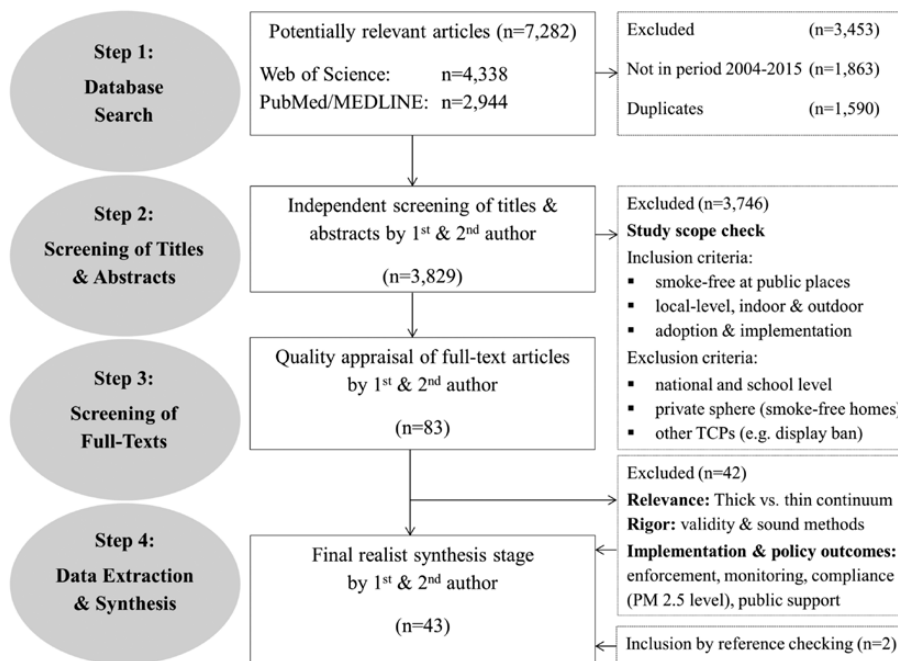 Step 1:
Database
Search
Potentially relevant articles (n=7,282)
Web of Science: n=4,338
PubMed/MEDLINE: n=2,944
Excluded (n=3,453)
Not in period 2004-2015 (n=1,863)
Duplicates (n=1,590)
Step 2:
Screening of Titles
& Abstracts
Independent screening of titles &
abstracts by 1st & 2nd author
(n=3,829)
Excluded (n=3,746)
Study scope check
Inclusion criteria:
▪ smoke-free at public places
▪ local-level, indoor & outdoor
▪ adoption & implementation
Exclusion criteria:
▪ national and school level
▪ private sphere (smoke-free homes)
▪ other TCPs (e.g. display ban)
Step 3:
Screening of
Full-Texts
Quality appraisal of full-text articles
by 1st & 2nd author
(n=83)
Excluded (n=42)
Relevance: Thick vs. thin continuum
Rigor: validity & sound methods
Implementation & policy outcomes:
enforcement, monitoring, compliance
(PM 2.5 level), public support
Step 4:
Data Extraction
& Synthesis
Final realist synthesis stage
by 1st & 2nd author
(n=43)
Inclusion by reference checking (n=2)